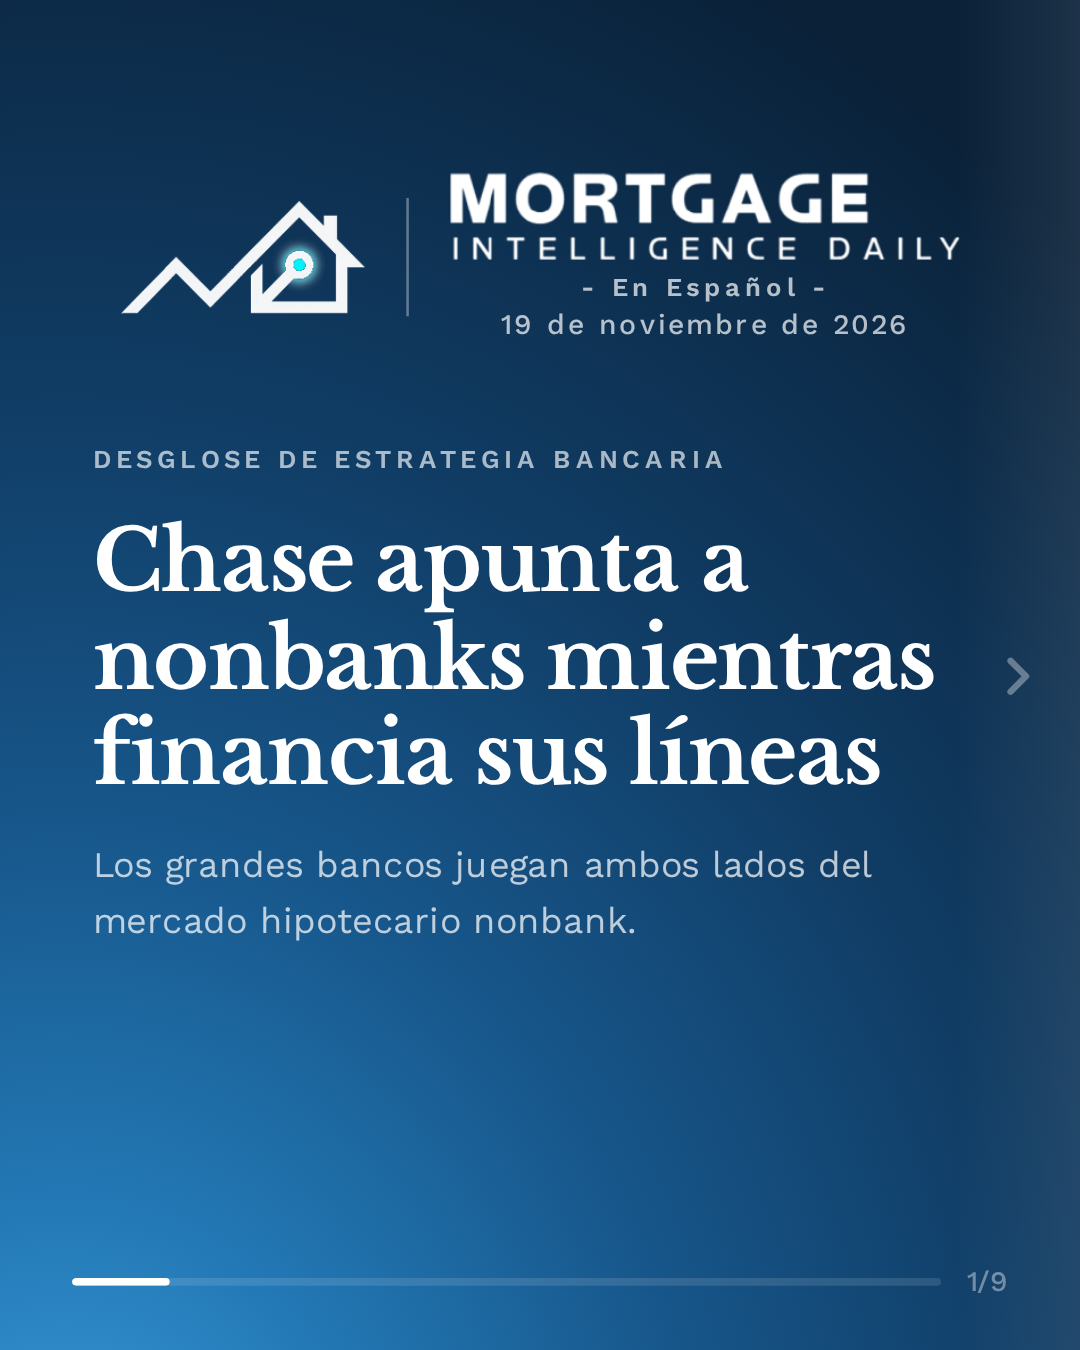 MORTGAGE
INTELLIGENCE DAILY
- En Español -
19 de noviembre de 2026
DESGLOSE DE ESTRATEGIA BANCARIA
Chase apunta a
nonbanks mientras
financia sus líneas
Los grandes bancos juegan ambos lados del
mercado hipotecario nonbank.
1/9